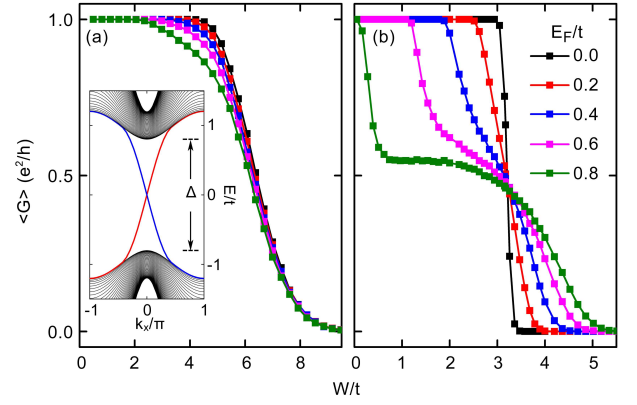 (a)
(b)
E_F/t
0.0
0.2
0.4
0.6
0.8
1.0
0.5
0.0
<G> (e²/h)
1
0
-1
E/t
Δ
-1 0 1
k_x/π
0 2 4 6 8
0 1 2 3 4 5
W/t